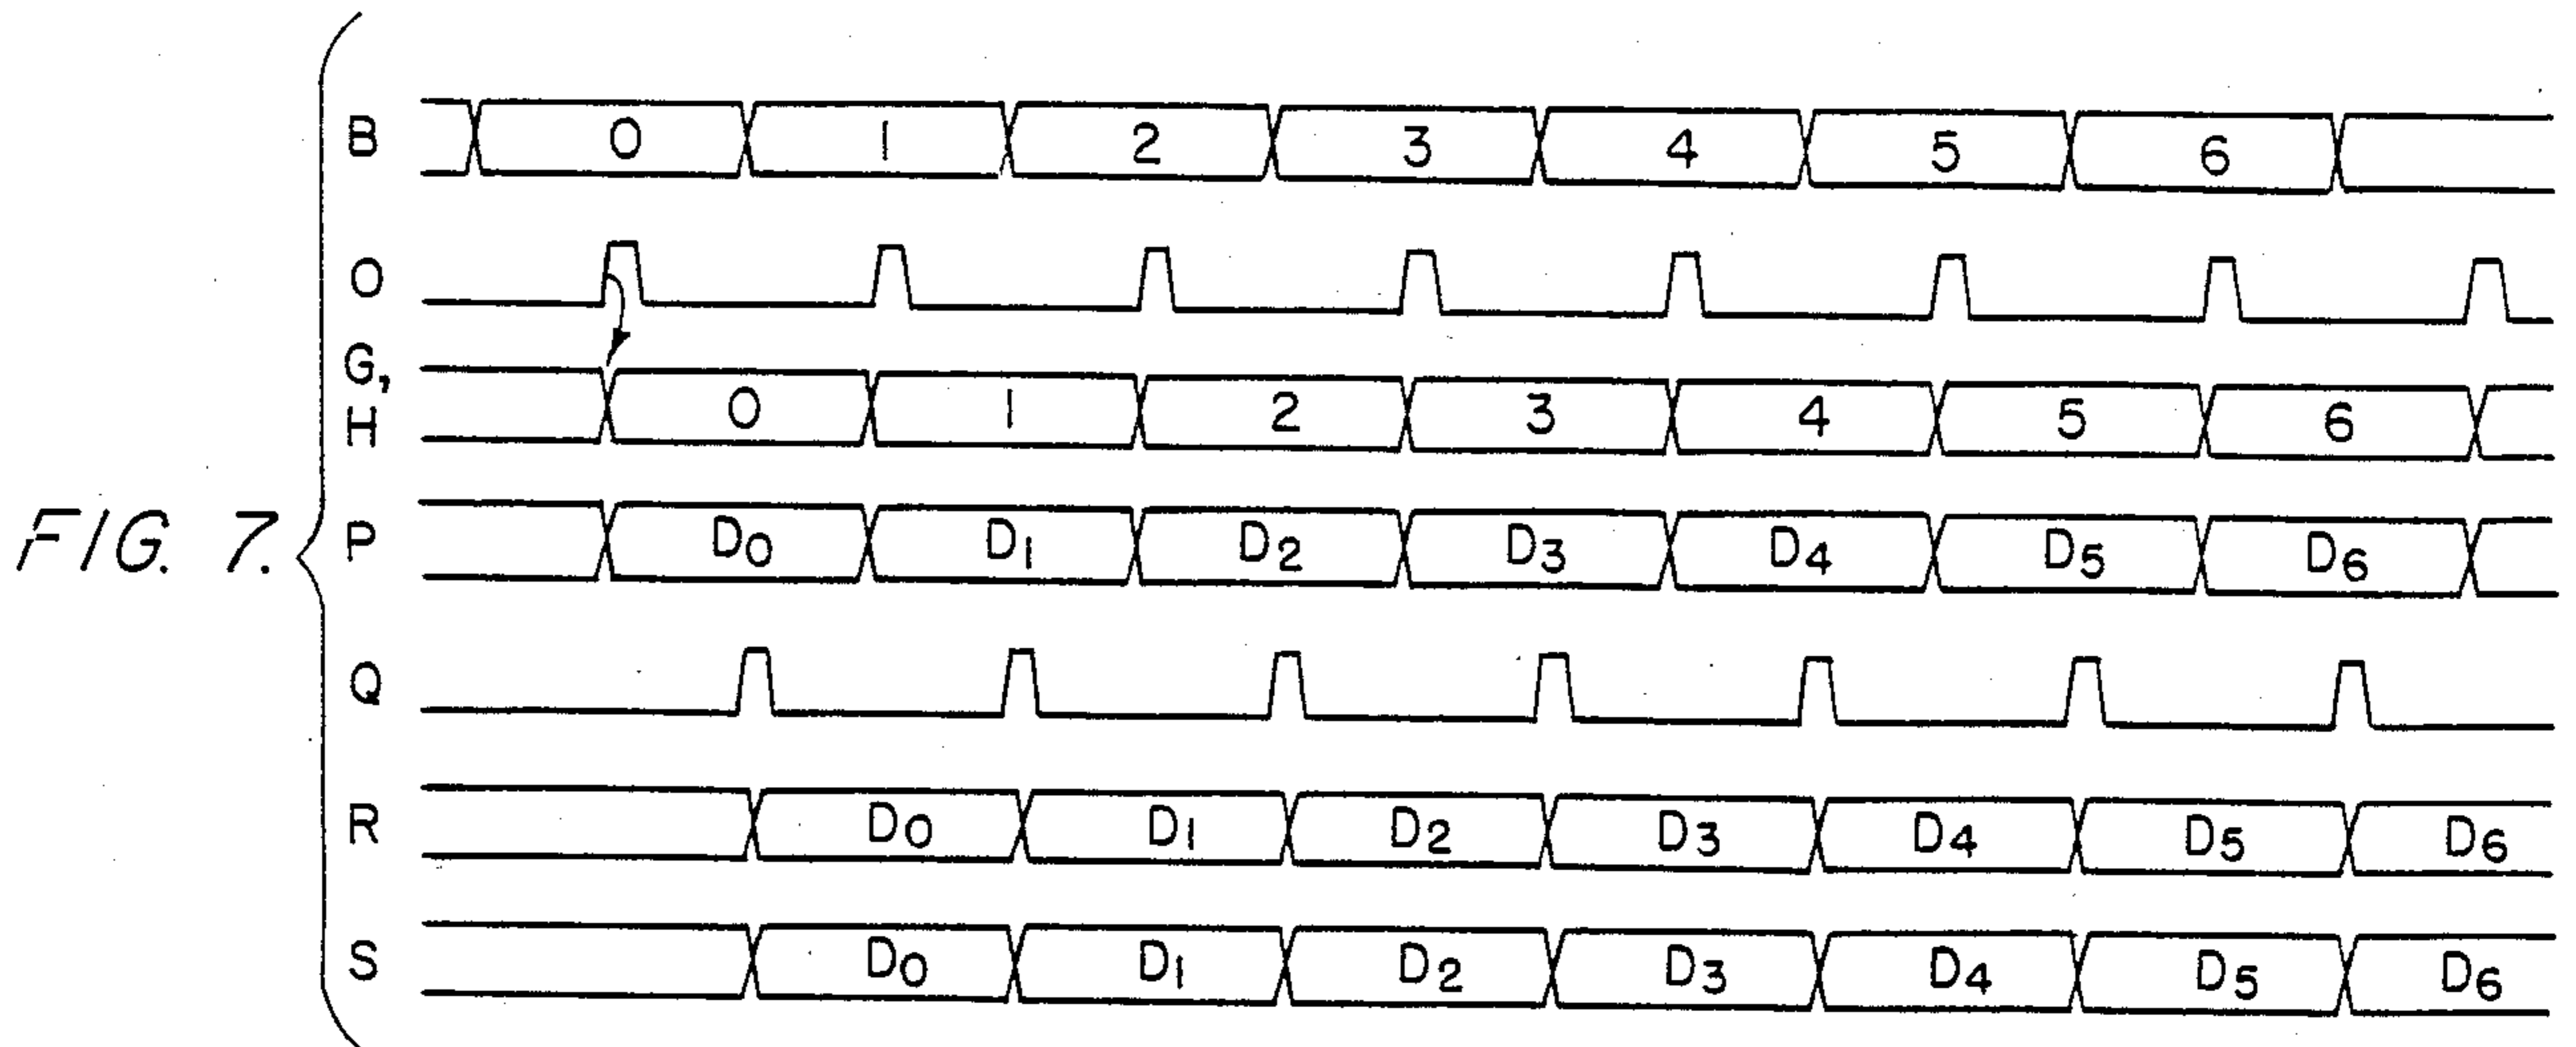 B 0 1 2 3 4 5 6
O
G, H 0 1 2 3 4 5 6
FIG. 7. P D0 D1 D2 D3 D4 D5 D6
Q
R D0 D1 D2 D3 D4 D5 D6
S D0 D1 D2 D3 D4 D5 D6